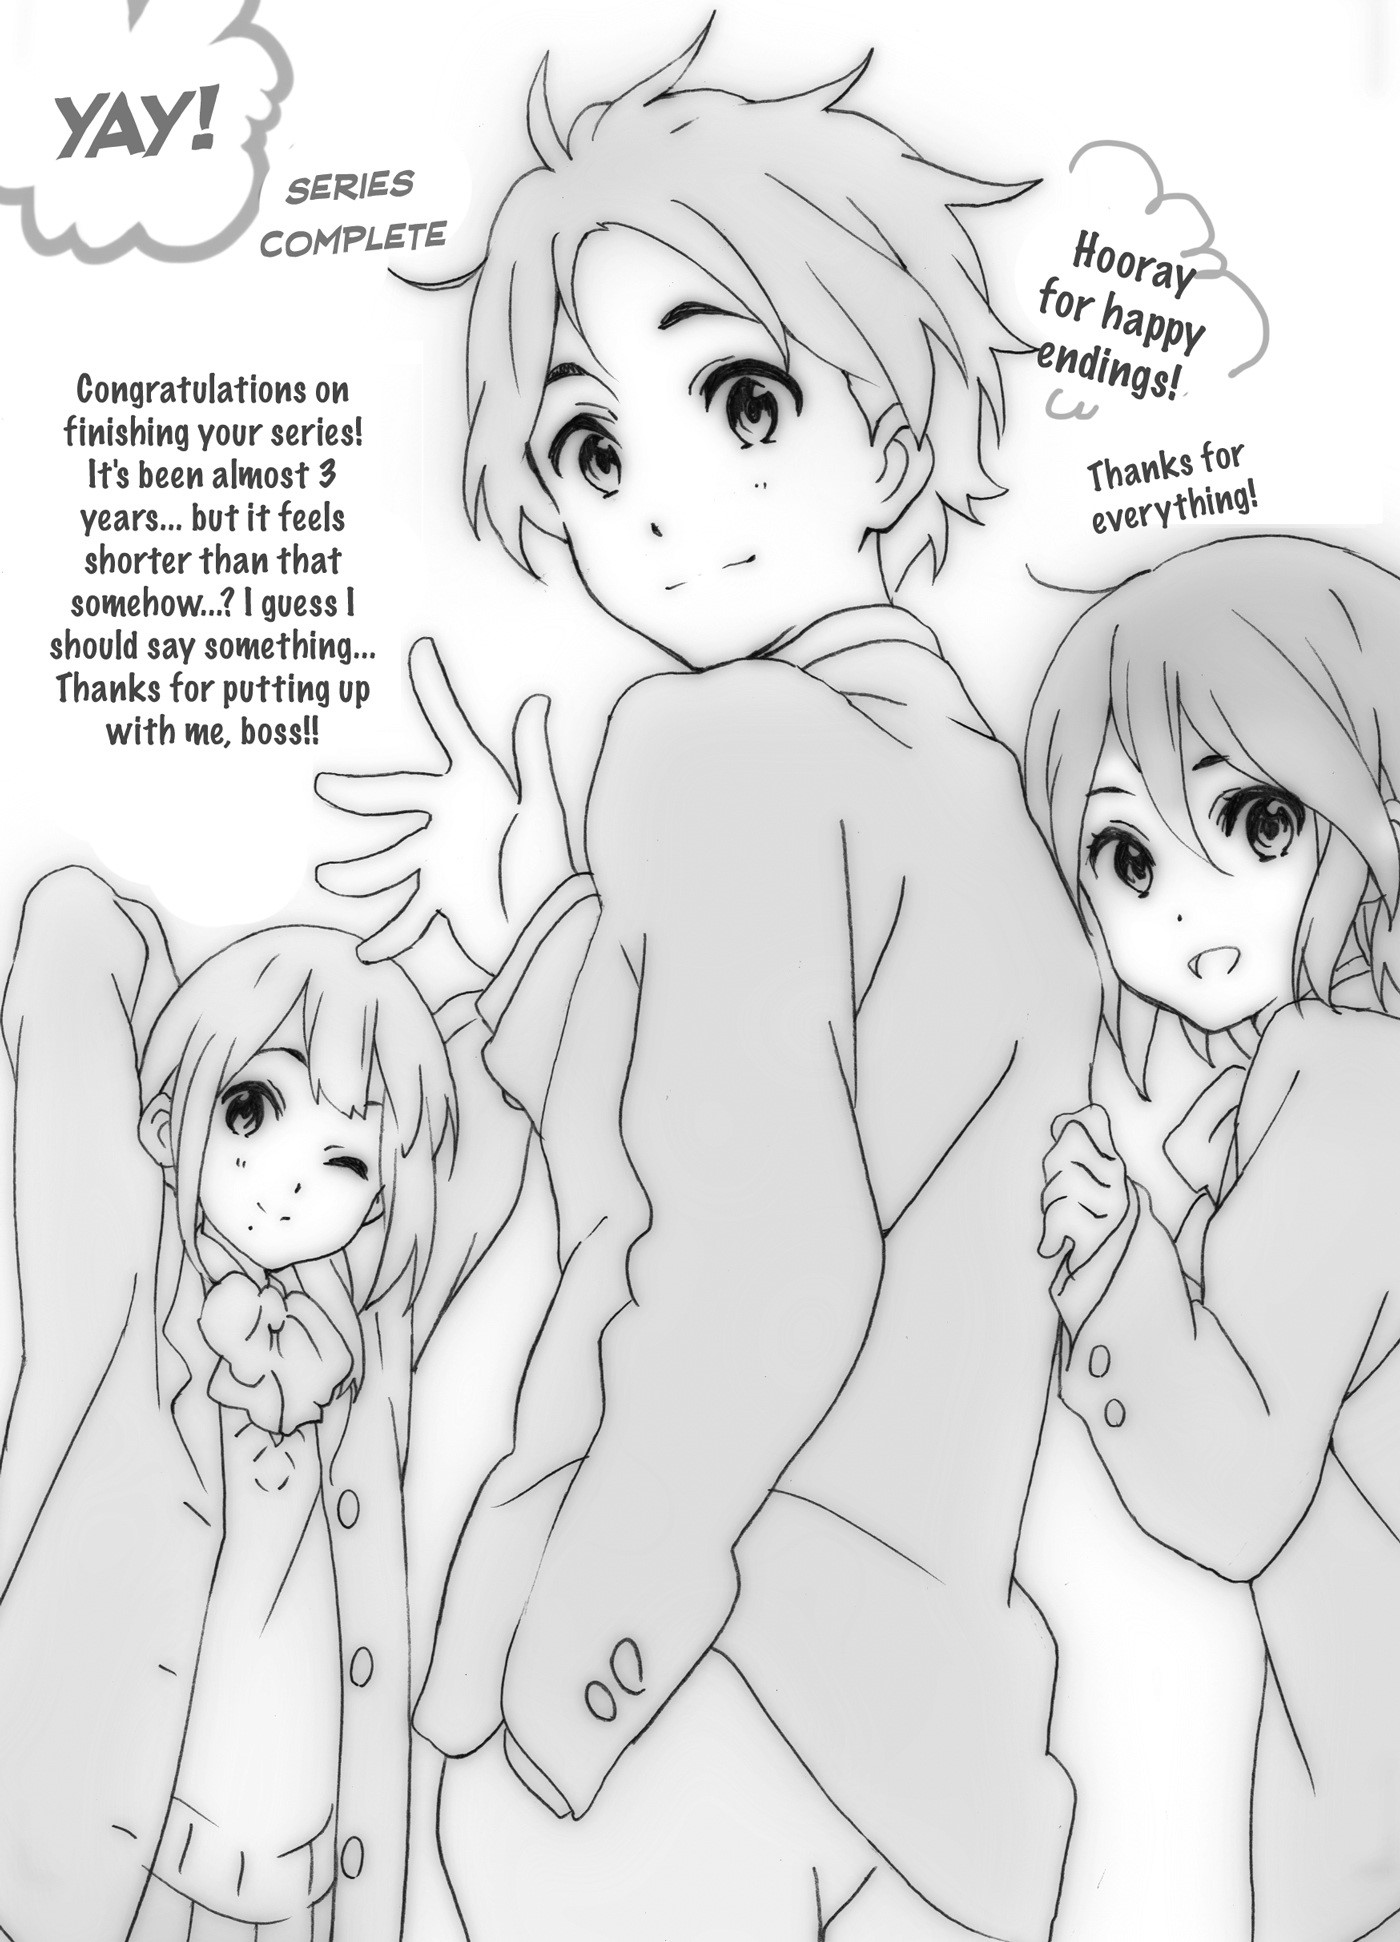 YAY!
SERIES
COMPLETE
Hooray
for happy
endings!
Congratulations on
finishing your series!
It's been almost 3
years... but it feels
shorter than that
somehow...? I guess I
should say something...
Thanks for putting up
with me, boss!!
Thanks for
everything!